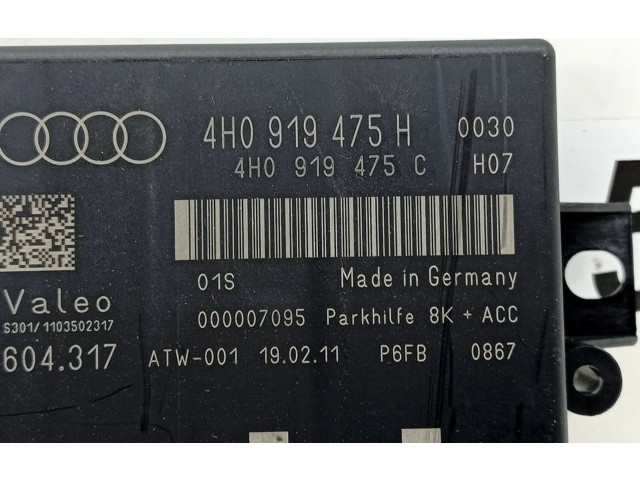 4H0 919 475 H 0030
4H0 919 475 C H07
01S Made in Germany
Valeo
S301/1103502317
000007095 Parkhilfe 8K + ACC
604.317 ATW-001 19.02.11 P6FB 0867